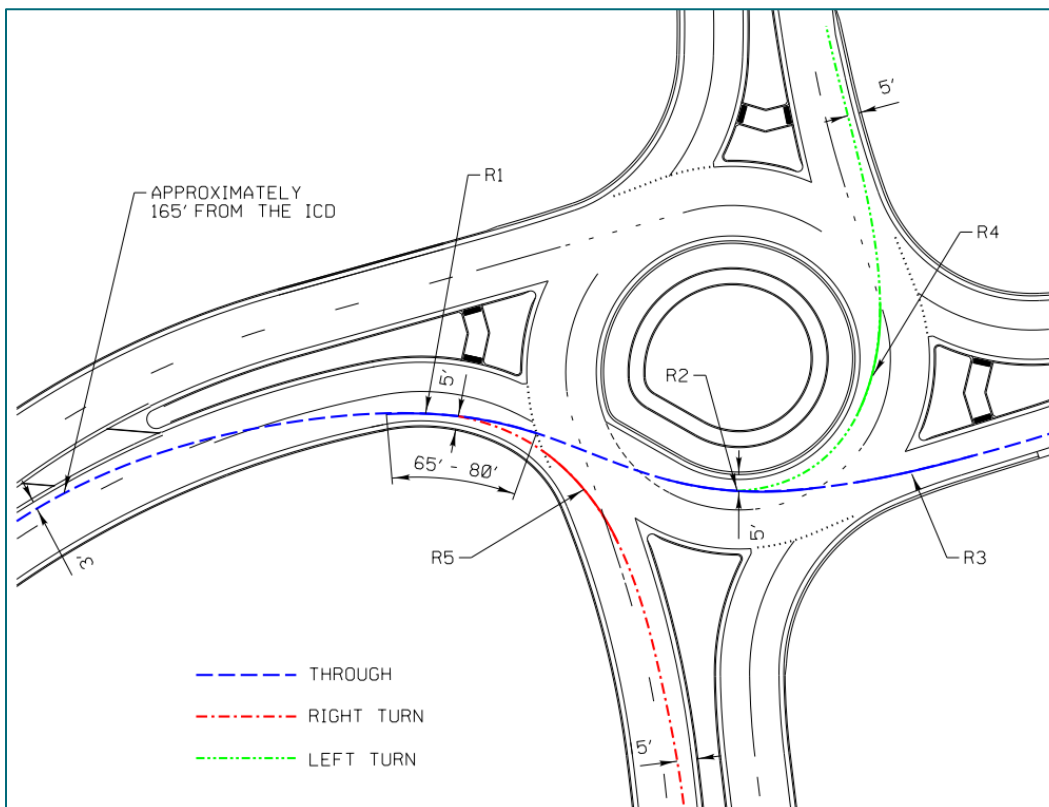 5'
R1
APPROXIMATELY
165' FROM THE ICD
R4
5'
R2
65' - 80'
3'
R5
5'
R3
THROUGH
RIGHT TURN
5'
LEFT TURN